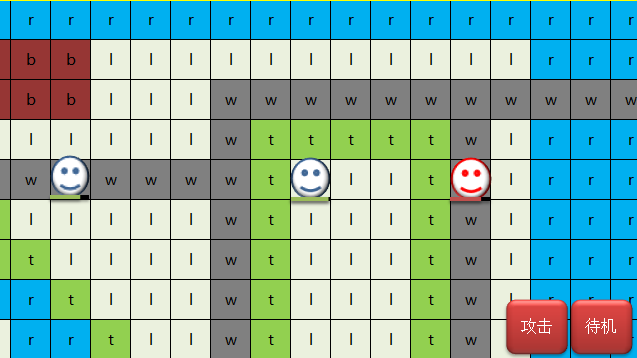 r r r r r r r r r r r r r r r r
b b l l l l l l l l l l l r r r
b b l l l w w w w w w w w w w w
l l l l l w t t t t t w l r r r
w w w w w t l l t l r r r
l l l l l w t l l l t w l r r r
t l l l l w t l l l t w l r r r
r t l l l w t l l l t w l r r r
r r t l l w t l l l t w
攻击 待机